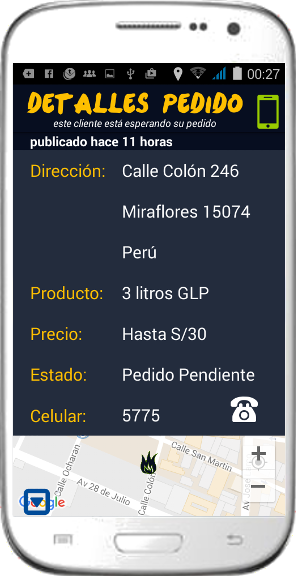 00:27
DETALLES PEDIDO
este cliente está esperando su pedido
publicado hace 11 horas
Dirección: Calle Colón 246
Miraflores 15074
Perú
Producto: 3 litros GLP
Precio: Hasta S/30
Estado: Pedido Pendiente
Celular: 5775
Calle San Martin
Calle Ocharan
Calle Colón
Av 28 de Julio
+
−